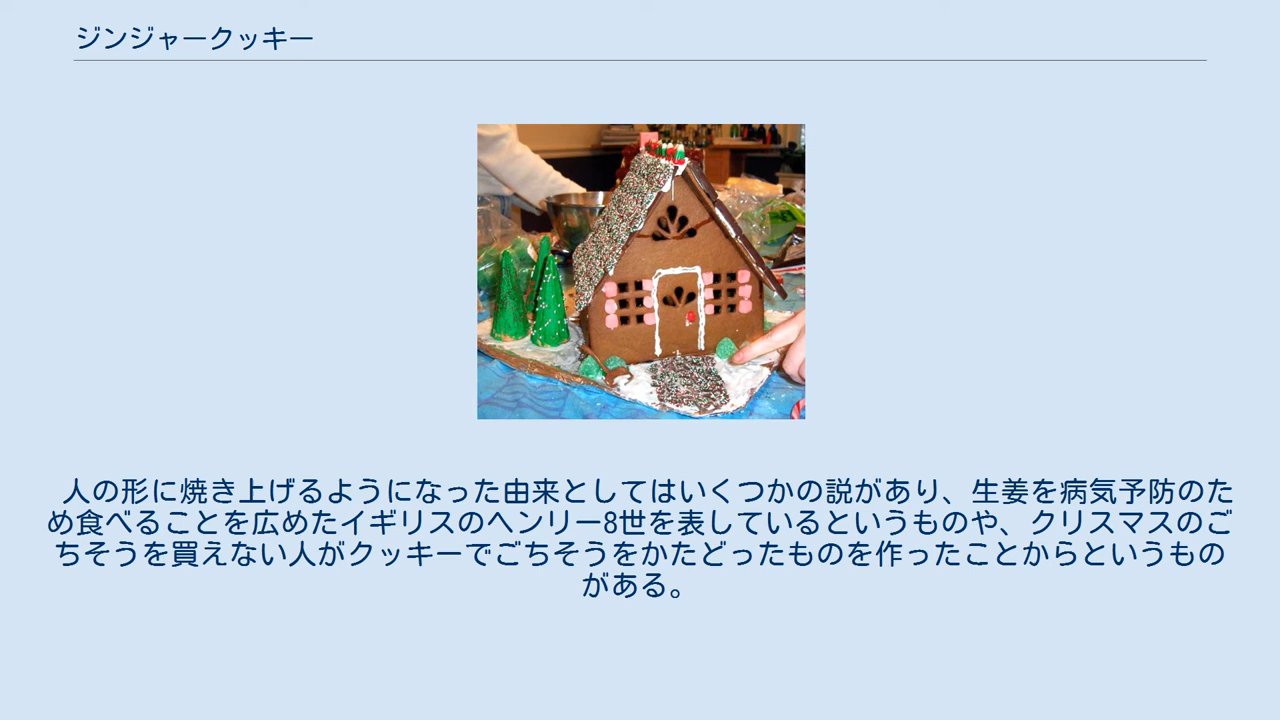 ジンジャークッキー
人の形に焼き上げるようになった由来としてはいくつかの説があり、生姜を病気予防のた
め食べることを広めたイギリスのヘンリー8世を表しているというものや、クリスマスのご
ちそうを買えない人がクッキーでごちそうをかたどったものを作ったことからというもの
がある。